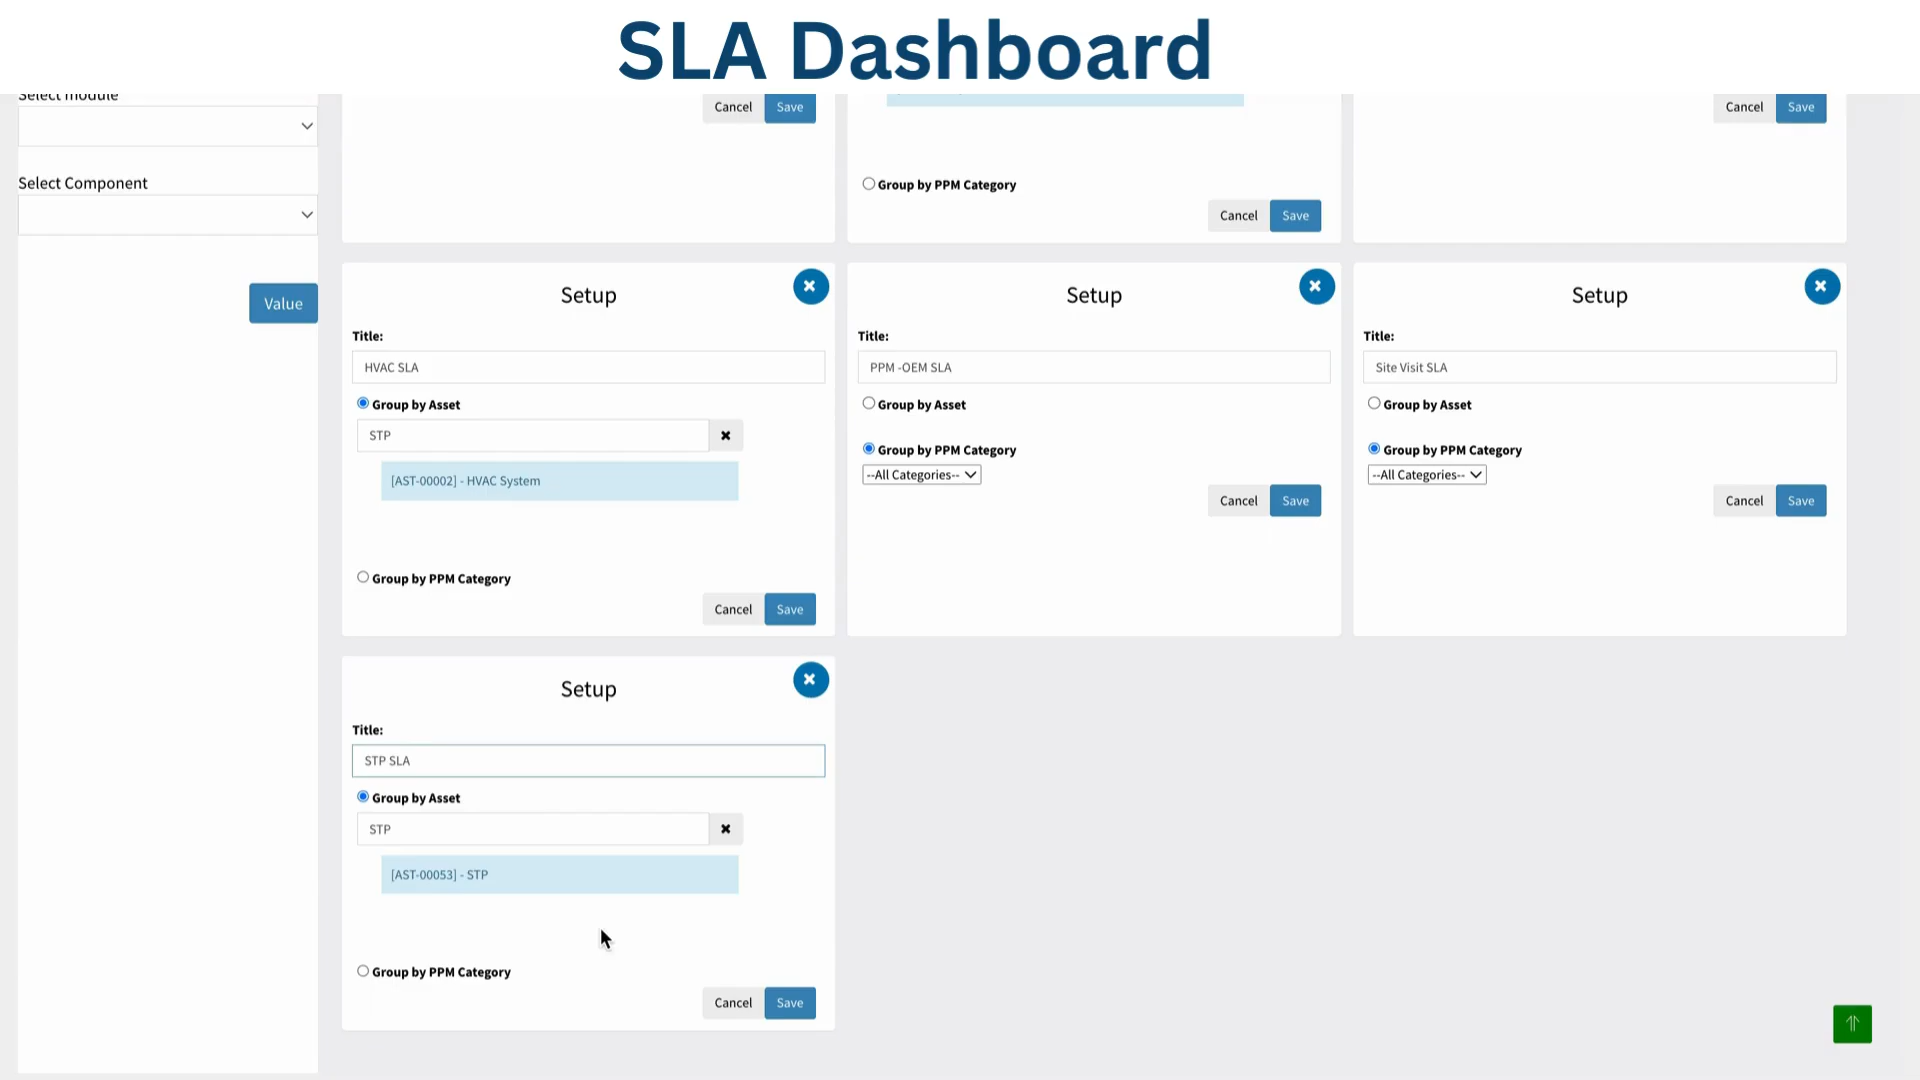 SLA Dashboard
Select module
Cancel Save
Cancel Save
Select Component
Group by PPM Category
Cancel Save
Value
Setup
Title:
HVAC SLA
Group by Asset
STP
[AST-00002] - HVAC System
Group by PPM Category
Cancel Save
Setup
Title:
PPM -OEM SLA
Group by Asset
Group by PPM Category
--All Categories--
Cancel Save
Setup
Title:
Site Visit SLA
Group by Asset
Group by PPM Category
--All Categories--
Cancel Save
Setup
Title:
STP SLA
Group by Asset
STP
[AST-00053] - STP
Group by PPM Category
Cancel Save